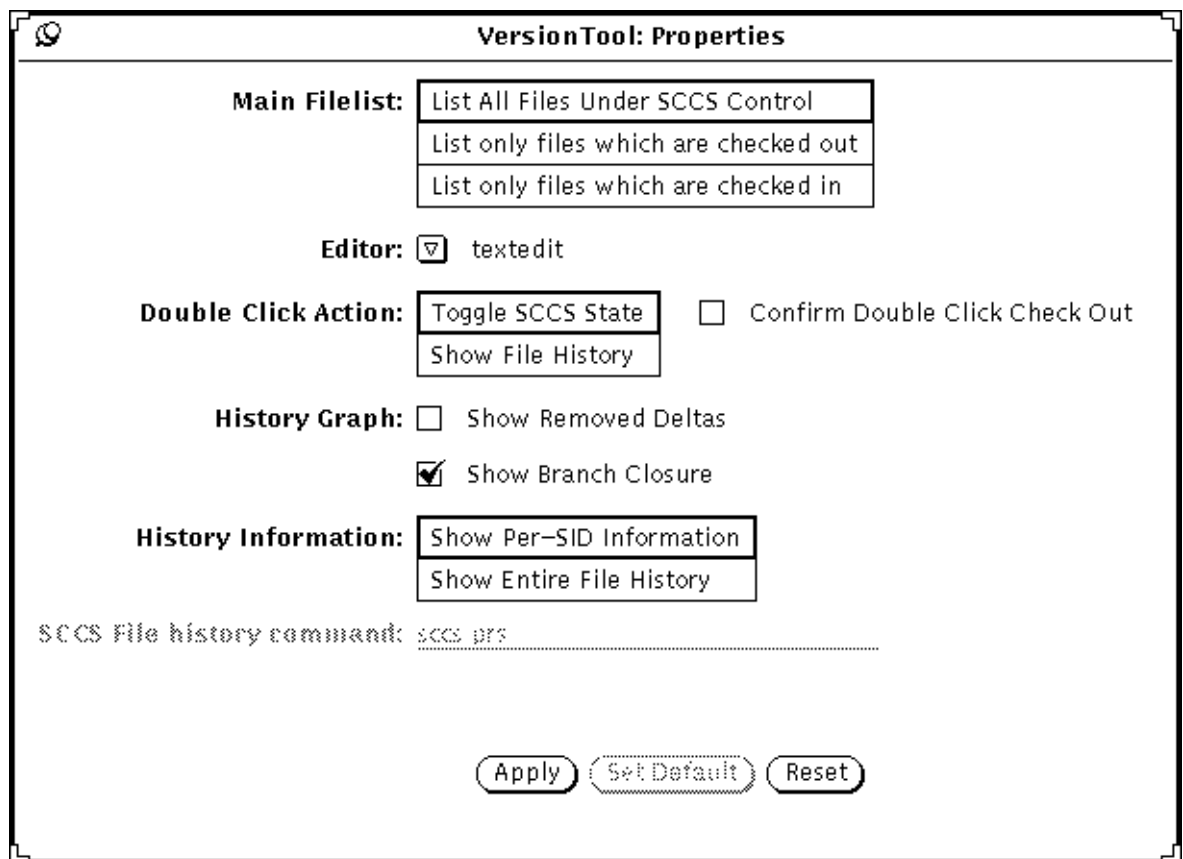 VersionTool: Properties
Main Filelist: List All Files Under SCCS Control
List only files which are checked out
List only files which are checked in
Editor: textedit
Double Click Action: Toggle SCCS State Confirm Double Click Check Out
Show File History
History Graph: Show Removed Deltas
Show Branch Closure
History Information: Show Per-SID Information
Show Entire File History
SCCS File history command: sccs prs
Apply Set Default Reset